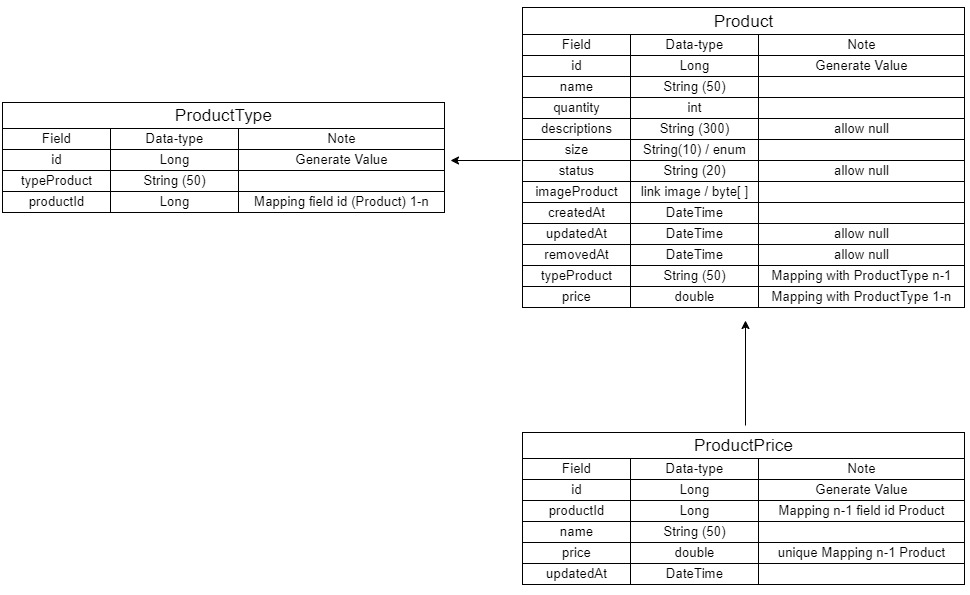 Product
Field Data-type Note
id Long Generate Value
name String (50)
quantity int
descriptions String (300) allow null
size String(10) / enum
status String (20) allow null
imageProduct link image / byte[ ]
createdAt DateTime
updatedAt DateTime allow null
removedAt DateTime allow null
typeProduct String (50) Mapping with ProductType n-1
price double Mapping with ProductType 1-n
ProductType
Field Data-type Note
id Long Generate Value
typeProduct String (50)
productId Long Mapping field id (Product) 1-n
ProductPrice
Field Data-type Note
id Long Generate Value
productId Long Mapping n-1 field id Product
name String (50)
price double unique Mapping n-1 Product
updatedAt DateTime